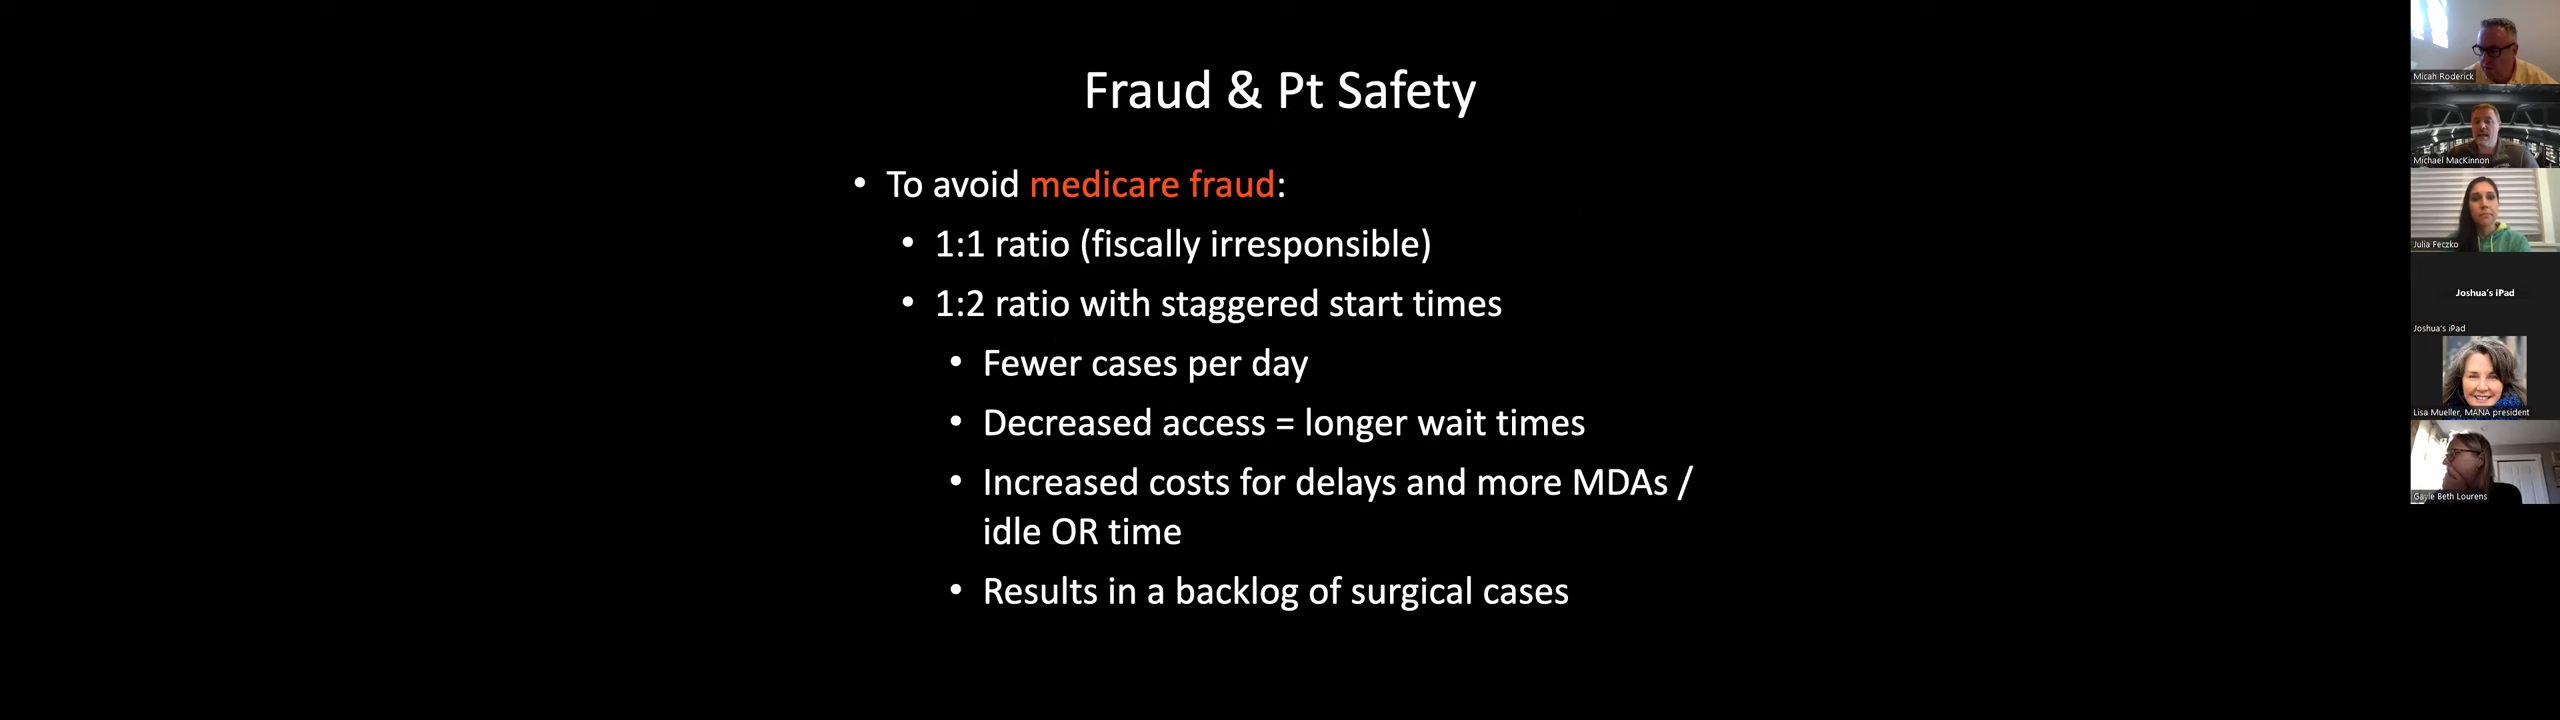 Fraud & Pt Safety
• To avoid medicare fraud:
• 1:1 ratio (fiscally irresponsible)
• 1:2 ratio with staggered start times
• Fewer cases per day
• Decreased access = longer wait times
• Increased costs for delays and more MDAs /
idle OR time
• Results in a backlog of surgical cases
Micah Roderick
Michael MacKinnon
Julia Feczko
Joshua's iPad
Joshua's iPad
Lisa Mueller, MANA president
Gayle Beth Lourens